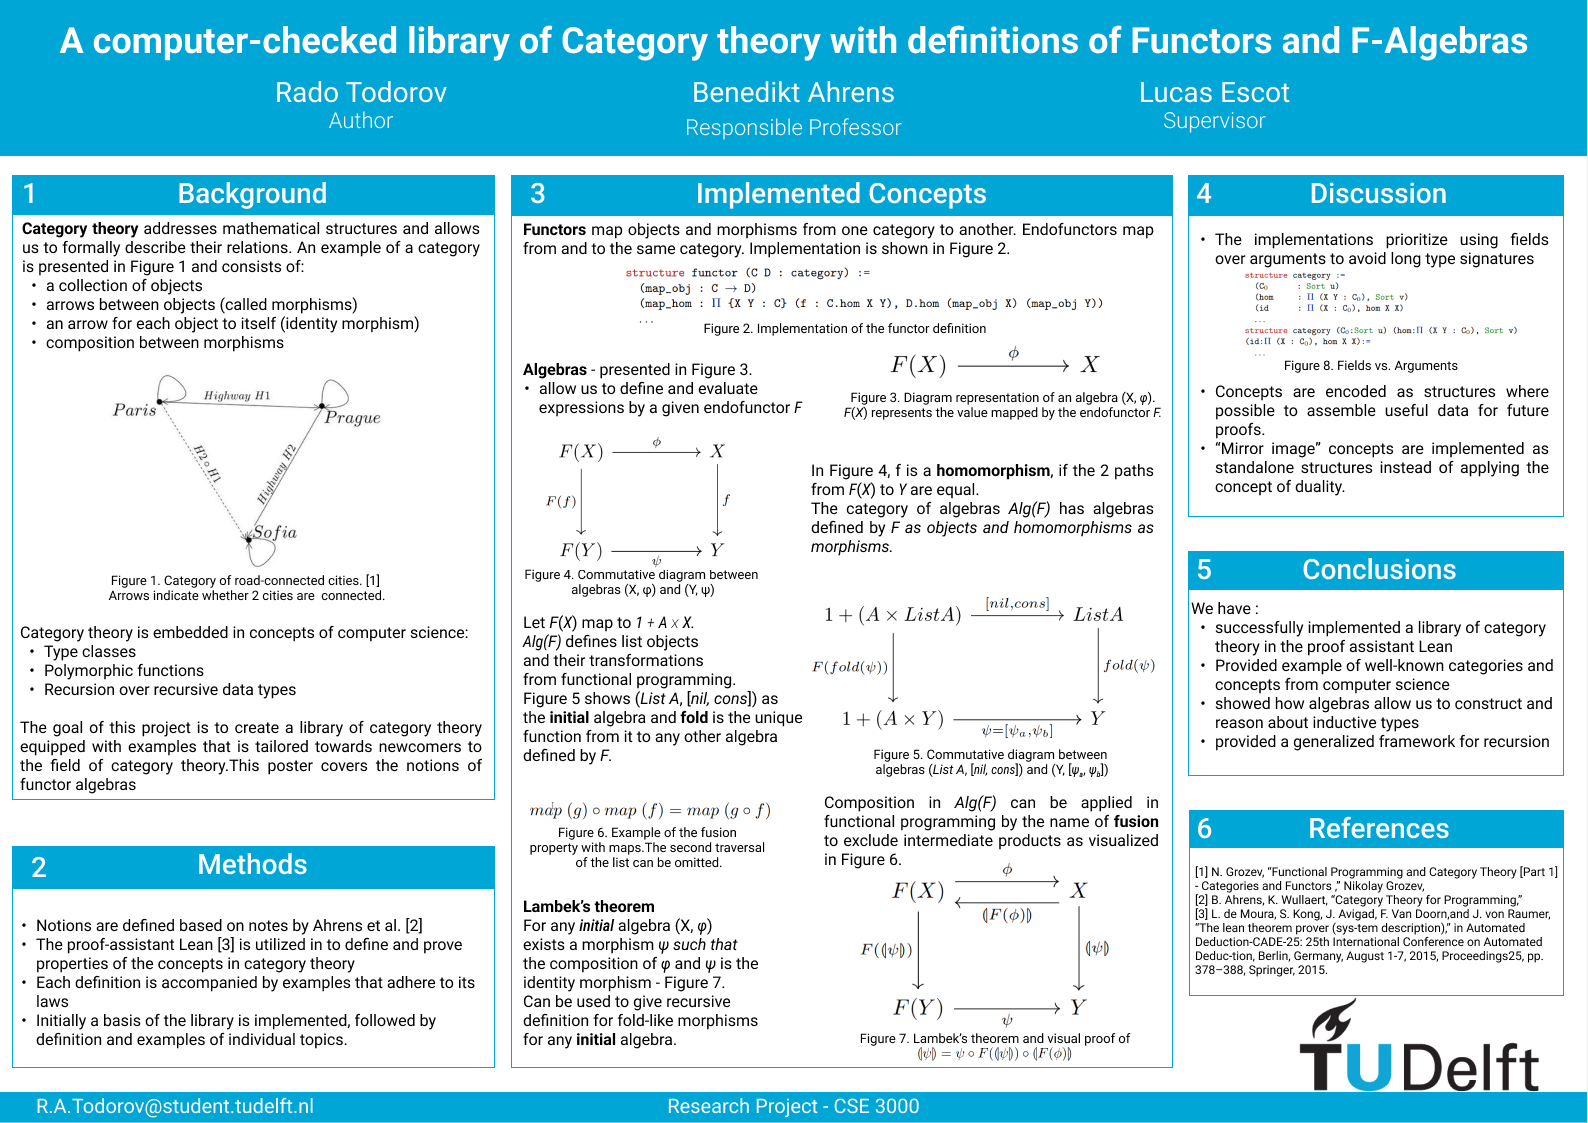 A computer-checked library of Category theory with definitions of Functors and F-Algebras
Rado Todorov
Author
Benedikt Ahrens
Responsible Professor
Lucas Escot
Supervisor
1 Background
Category theory addresses mathematical structures and allows
us to formally describe their relations. An example of a category
is presented in Figure 1 and consists of:
• a collection of objects
• arrows between objects (called morphisms)
• an arrow for each object to itself (identity morphism)
• composition between morphisms
Highway H1
Paris
Prague
H2 ∘ H1
Highway H2
Sofia
Figure 1. Category of road-connected cities. [1]
Arrows indicate whether 2 cities are connected.
Category theory is embedded in concepts of computer science:
• Type classes
• Polymorphic functions
• Recursion over recursive data types
The goal of this project is to create a library of category theory
equipped with examples that is tailored towards newcomers to
the field of category theory.This poster covers the notions of
functor algebras
2 Methods
• Notions are defined based on notes by Ahrens et al. [2]
• The proof-assistant Lean [3] is utilized in to define and prove
properties of the concepts in category theory
• Each definition is accompanied by examples that adhere to its
laws
• Initially a basis of the library is implemented, followed by
definition and examples of individual topics.
3 Implemented Concepts
Functors map objects and morphisms from one category to another. Endofunctors map
from and to the same category. Implementation is shown in Figure 2.
structure functor (C D : category) :=
(map_obj : C → D)
(map_hom : Π {X Y : C} (f : C.hom X Y), D.hom (map_obj X) (map_obj Y))
...
Figure 2. Implementation of the functor definition
Algebras - presented in Figure 3.
• allow us to define and evaluate
expressions by a given endofunctor F
ϕ
F(X) X
Figure 3. Diagram representation of an algebra (X, φ).
F(X) represents the value mapped by the endofunctor F.
ϕ
F(X) X
F(f) f
F(Y) Y
ψ
Figure 4. Commutative diagram between
algebras (X, φ) and (Y, ψ)
In Figure 4, f is a homomorphism, if the 2 paths
from F(X) to Y are equal.
The category of algebras Alg(F) has algebras
defined by F as objects and homomorphisms as
morphisms.
Let F(X) map to 1 + A × X.
Alg(F) defines list objects
and their transformations
from functional programming.
Figure 5 shows (List A, [nil, cons]) as
the initial algebra and fold is the unique
function from it to any other algebra
defined by F.
[nil,cons]
1 + (A × ListA) ListA
F(fold(ψ)) fold(ψ)
1 + (A × Y) Y
ψ=[ψa,ψb]
Figure 5. Commutative diagram between
algebras (List A, [nil, cons]) and (Y, [ψa, ψb])
map (g) ∘ map (f) = map (g ∘ f)
Figure 6. Example of the fusion
property with maps.The second traversal
of the list can be omitted.
Composition in Alg(F) can be applied in
functional programming by the name of fusion
to exclude intermediate products as visualized
in Figure 6.
Lambek's theorem
For any initial algebra (X, φ)
exists a morphism ψ such that
the composition of φ and ψ is the
identity morphism - Figure 7.
Can be used to give recursive
definition for fold-like morphisms
for any initial algebra.
ϕ
F(X) X
⦇F(ϕ)⦈
F(⦇ψ⦈) ⦇ψ⦈
F(Y) Y
ψ
Figure 7. Lambek's theorem and visual proof of
⦇ψ⦈ = ψ ∘ F(⦇ψ⦈) ∘ ⦇F(ϕ)⦈
4 Discussion
• The implementations prioritize using fields
over arguments to avoid long type signatures
structure category :=
(C₀ : Sort u)
(hom : Π (X Y : C₀), Sort v)
(id : Π (X : C₀), hom X X)
...
structure category (C₀:Sort u) (hom:Π (X Y : C₀), Sort v)
(id:Π (X : C₀), hom X X):=
...
Figure 8. Fields vs. Arguments
• Concepts are encoded as structures where
possible to assemble useful data for future
proofs.
• “Mirror image” concepts are implemented as
standalone structures instead of applying the
concept of duality.
5 Conclusions
We have :
• successfully implemented a library of category
theory in the proof assistant Lean
• Provided example of well-known categories and
concepts from computer science
• showed how algebras allow us to construct and
reason about inductive types
• provided a generalized framework for recursion
6 References
[1] N. Grozev, “Functional Programming and Category Theory [Part 1]
- Categories and Functors ,” Nikolay Grozev,
[2] B. Ahrens, K. Wullaert, “Category Theory for Programming,”
[3] L. de Moura, S. Kong, J. Avigad, F. Van Doorn,and J. von Raumer,
“The lean theorem prover (sys-tem description),” in Automated
Deduction-CADE-25: 25th International Conference on Automated
Deduc-tion, Berlin, Germany, August 1-7, 2015, Proceedings25, pp.
378–388, Springer, 2015.
TU Delft
R.A.Todorov@student.tudelft.nl
Research Project - CSE 3000